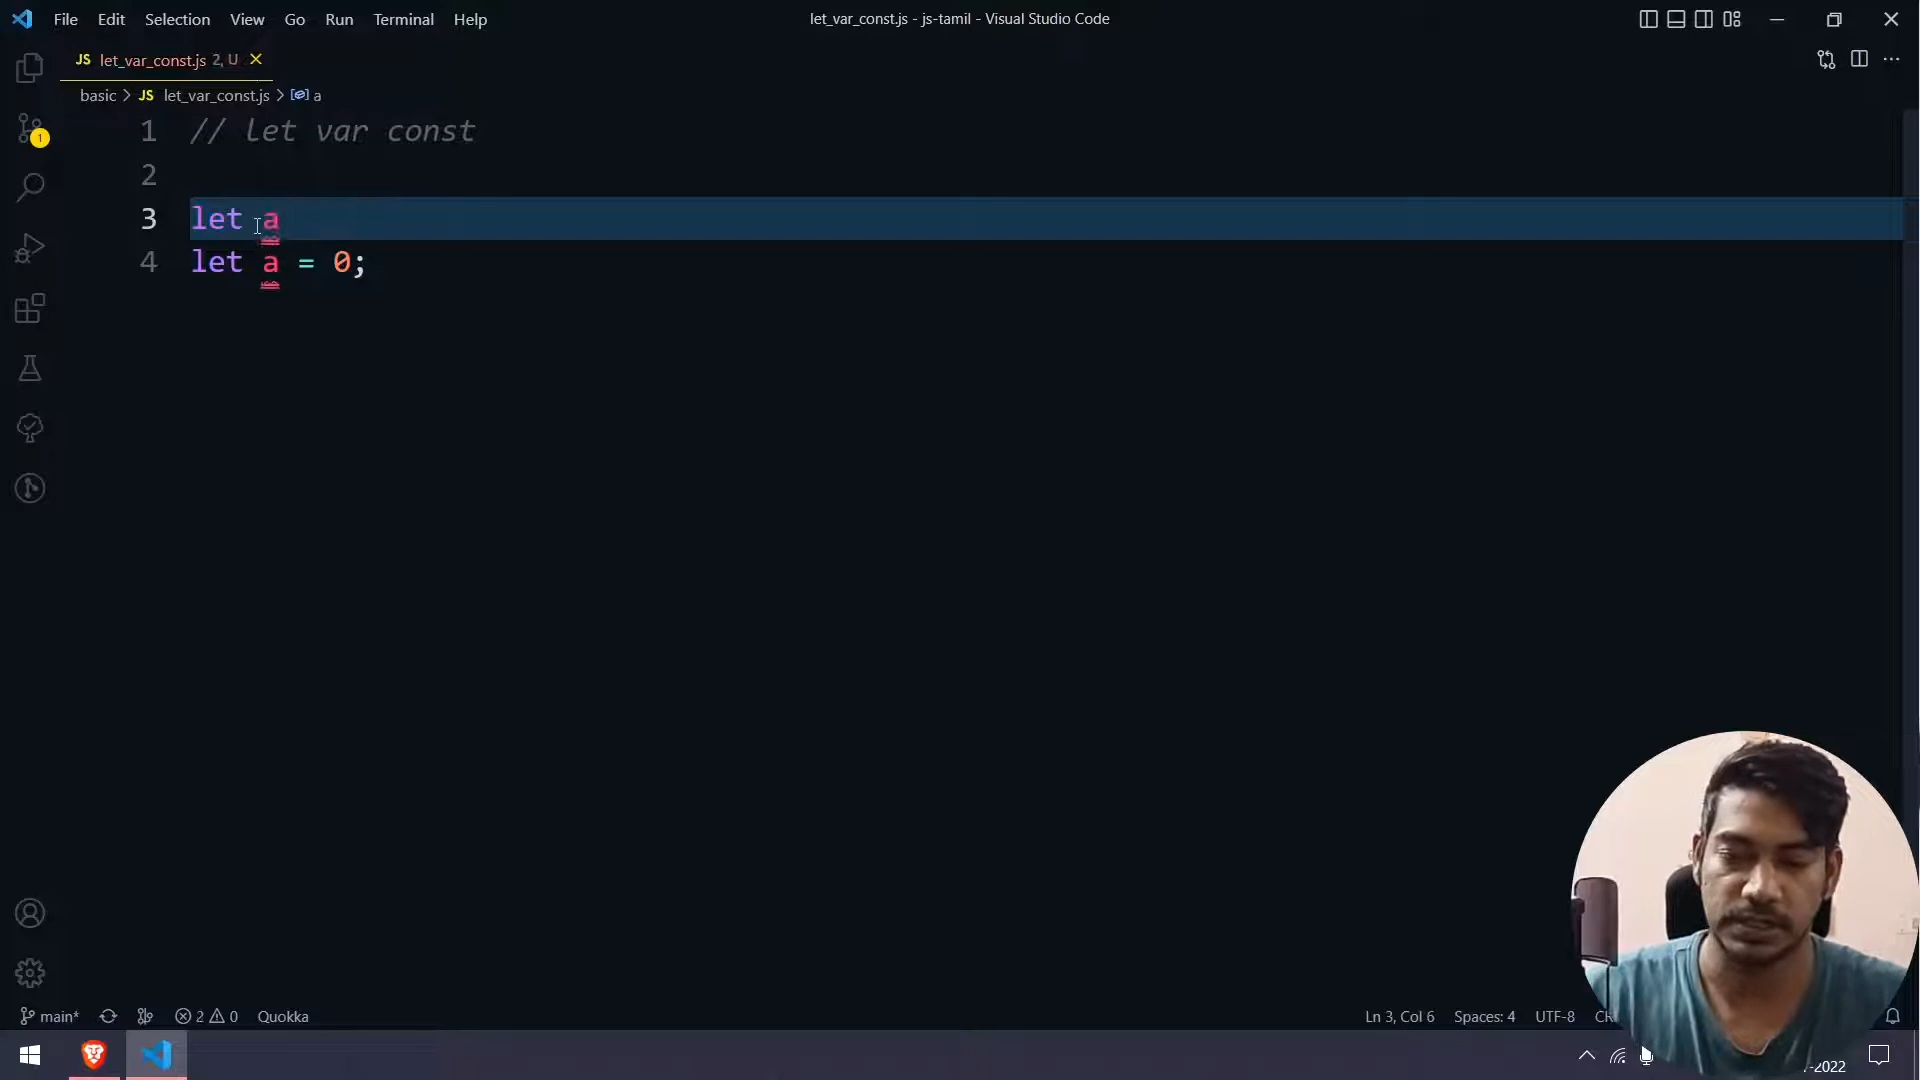 File Edit Selection View Go Run Terminal Help
let_var_const.js - js-tamil - Visual Studio Code
JS let_var_const.js 2, U
basic > JS let_var_const.js > a
1 // let var const
2
3 let a
4 let a = 0;
1
main* 2 0 Quokka
Ln 3, Col 6 Spaces: 4 UTF-8
-2022